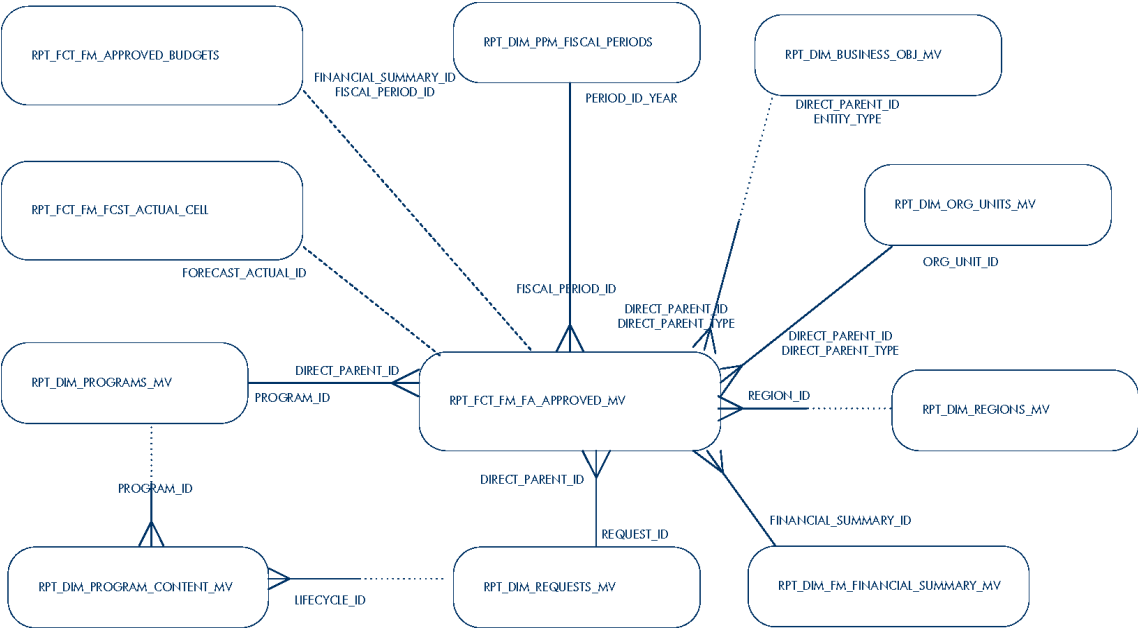 RPT_FCT_FM_APPROVED_BUDGETS
RPT_DIM_PPM_FISCAL_PERIODS
RPT_DIM_BUSINESS_OBJ_MV
FINANCIAL_SUMMARY_ID
FISCAL_PERIOD_ID
PERIOD_ID_YEAR
DIRECT_PARENT_ID
ENTITY_TYPE
RPT_FCT_FM_FCST_ACTUAL_CELL
RPT_DIM_ORG_UNITS_MV
FORECAST_ACTUAL_ID
ORG_UNIT_ID
FISCAL_PERIOD_ID
DIRECT_PARENT_ID
DIRECT_PARENT_TYPE
DIRECT_PARENT_ID
DIRECT_PARENT_TYPE
RPT_DIM_PROGRAMS_MV
DIRECT_PARENT_ID
PROGRAM_ID
RPT_FCT_FM_FA_APPROVED_MV
REGION_ID
RPT_DIM_REGIONS_MV
PROGRAM_ID
DIRECT_PARENT_ID
REQUEST_ID
FINANCIAL_SUMMARY_ID
RPT_DIM_PROGRAM_CONTENT_MV
LIFECYCLE_ID
RPT_DIM_REQUESTS_MV
RPT_DIM_FM_FINANCIAL_SUMMARY_MV